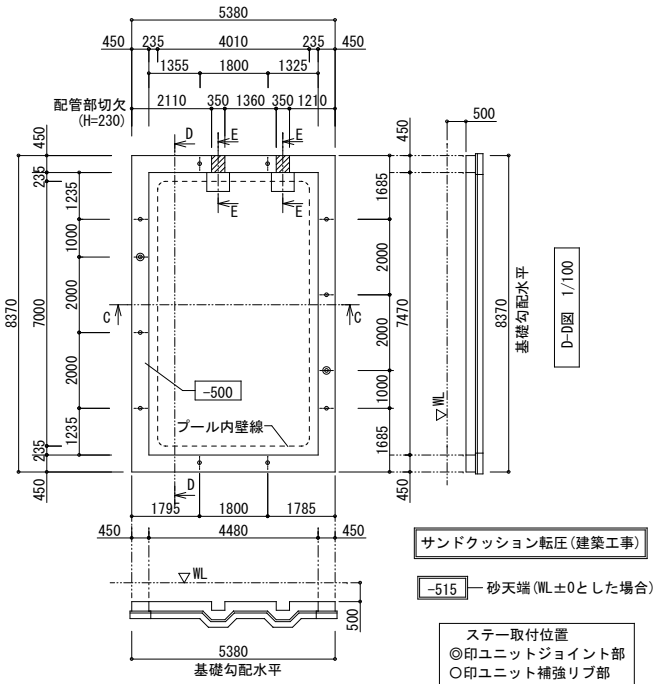 5380
450 235 4010 235 450
1355 1800 1325
配管部切欠
(H=230)
2110 350 1360 350 1210
D E E
E E
450
235
1235
1000
2000
2000
1235
235
450
7000
8370
C C
-500
プール内壁線
D
1795 1800 1785
450 4480 450
WL
500
5380
基礎勾配水平
450
1685
2000
2000
1000
1685
450
7470
500
WL
8370
基礎勾配水平
D-D図 1/100
サンドクッション転圧(建築工事)
-515 砂天端(WL±0とした場合)
ステー取付位置
◎印ユニットジョイント部
○印ユニット補強リブ部